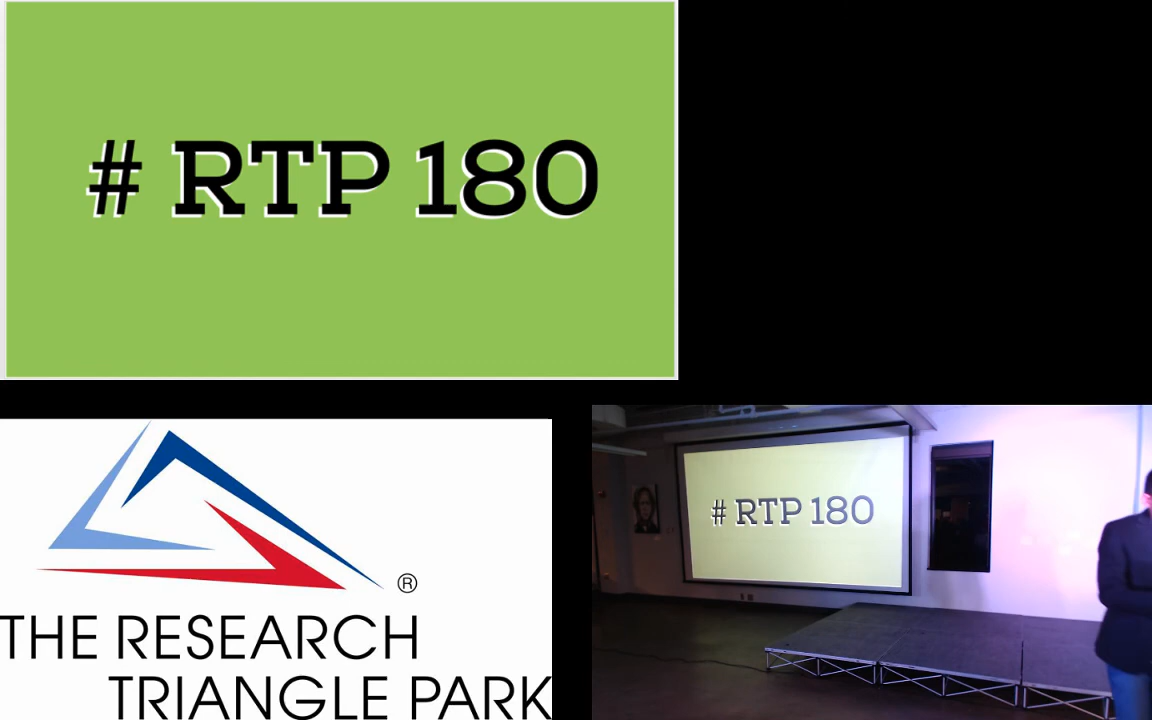 # RTP 180
®
THE RESEARCH
TRIANGLE PARK
# RTP 180